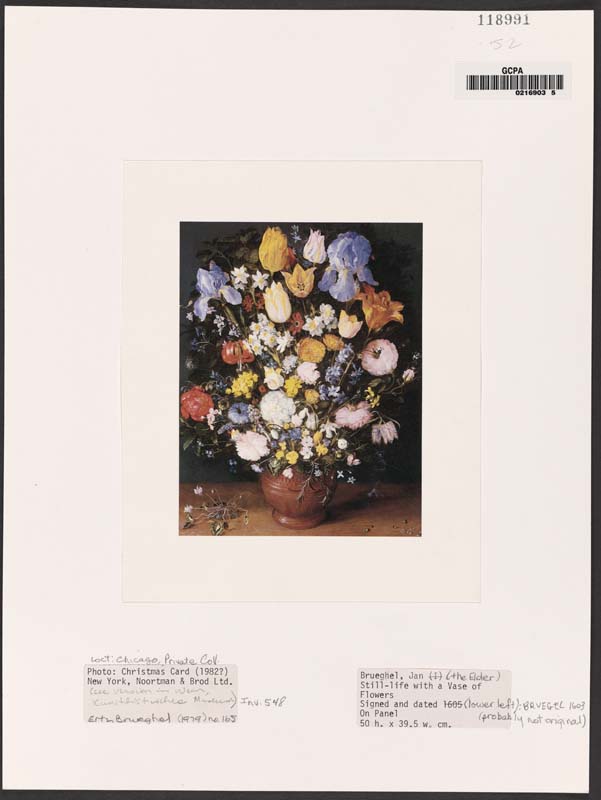 118991
52
GCPA
0216903 5
Loct: Chicago, Private Coll.
Photo: Christmas Card (1982?)
New York, Noortman & Brod Ltd.
(see version in Wien,
Kunsthistorisches Museum) Inv. 548
Ertz, Brueghel (1979) no 165
Brueghel, Jan (I) (the Elder)
Still-life with a Vase of
Flowers
Signed and dated 1605 (lower left): BRVEGEL 1603
On Panel (probably not original)
50 h. x 39.5 w. cm.